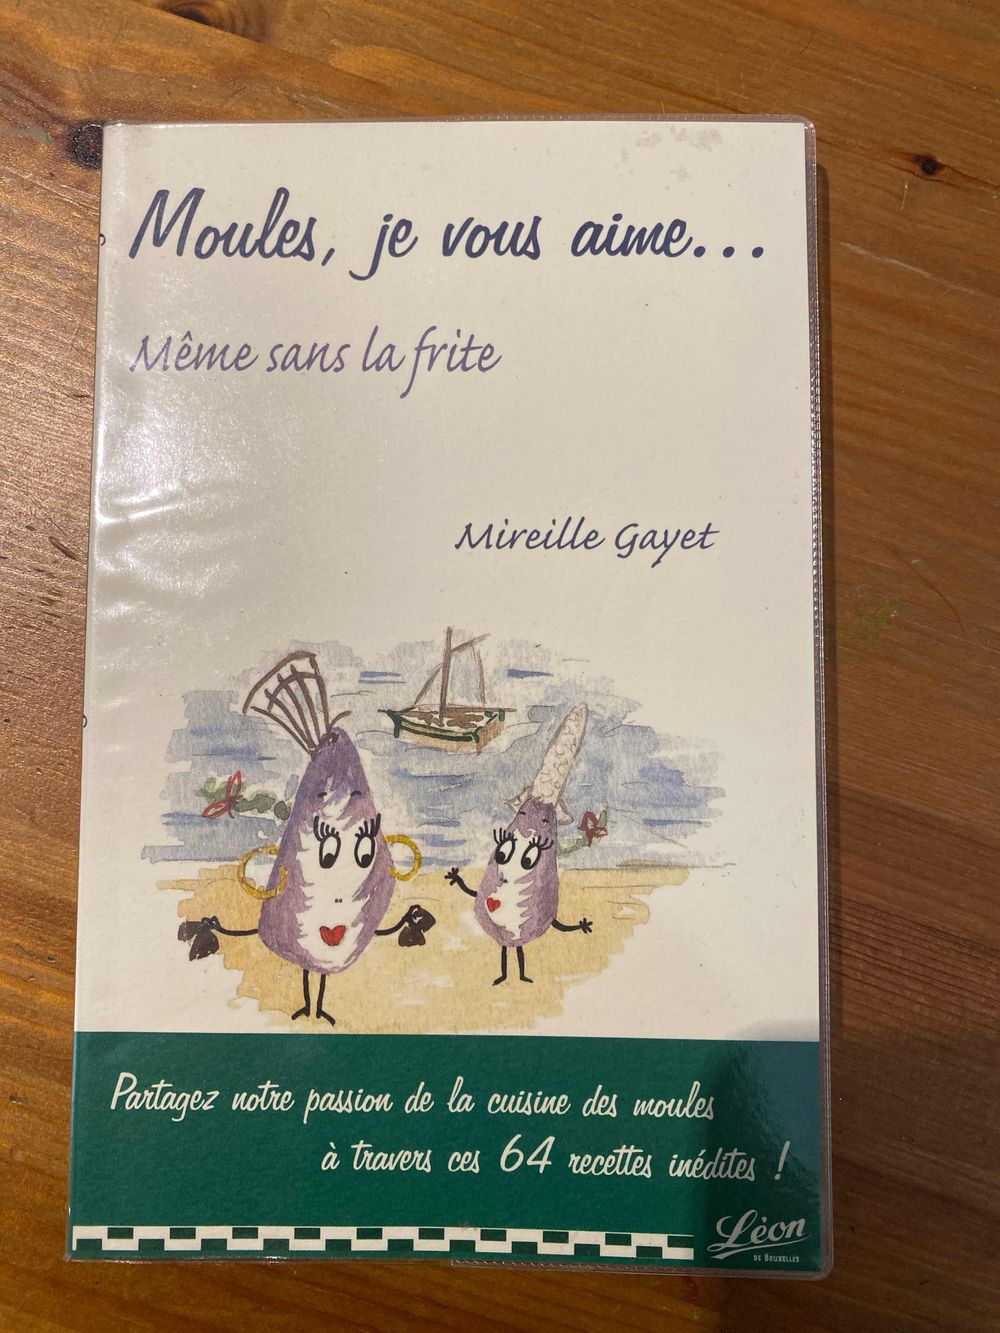 Moules, je vous aime...
Même sans la frite
Mireille Gayet
Partagez notre passion de la cuisine des moules
à travers ces 64 recettes inédites !
Léon
DE BRUXELLES